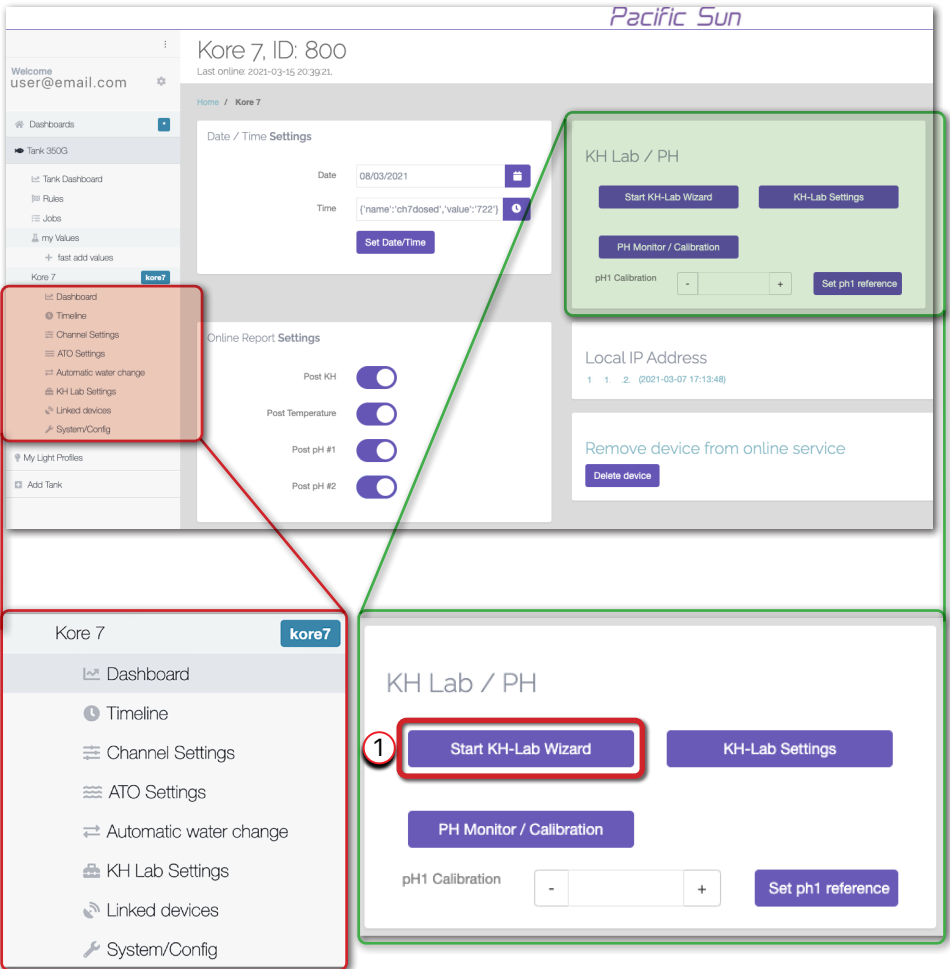 Pacific Sun
Kore 7, ID: 800
Last online: 2021-03-15 20:39:21,
Welcome
user@email.com
Home / Kore 7
Dashboards
*
Tank 350G
Tank Dashboard
Rules
Jobs
my Values
+ fast add values
Kore 7 kore7
Dashboard
Timeline
Channel Settings
ATO Settings
Automatic water change
KH Lab Settings
Linked devices
System/Config
My Light Profiles
Add Tank
Date / Time Settings
Date 08/03/2021
Time {'name':'ch7dosed','value':'722'}
Set Date/Time
Online Report Settings
Post KH
Post Temperature
Post pH #1
Post pH #2
KH Lab / PH
Start KH-Lab Wizard KH-Lab Settings
PH Monitor / Calibration
pH1 Calibration - + Set ph1 reference
Local IP Address
1 1. .2. (2021-03-07 17:13:48)
Remove device from online service
Delete device
Kore 7 kore7
Dashboard
Timeline
Channel Settings
ATO Settings
Automatic water change
KH Lab Settings
Linked devices
System/Config
KH Lab / PH
1 Start KH-Lab Wizard KH-Lab Settings
PH Monitor / Calibration
pH1 Calibration - + Set ph1 reference